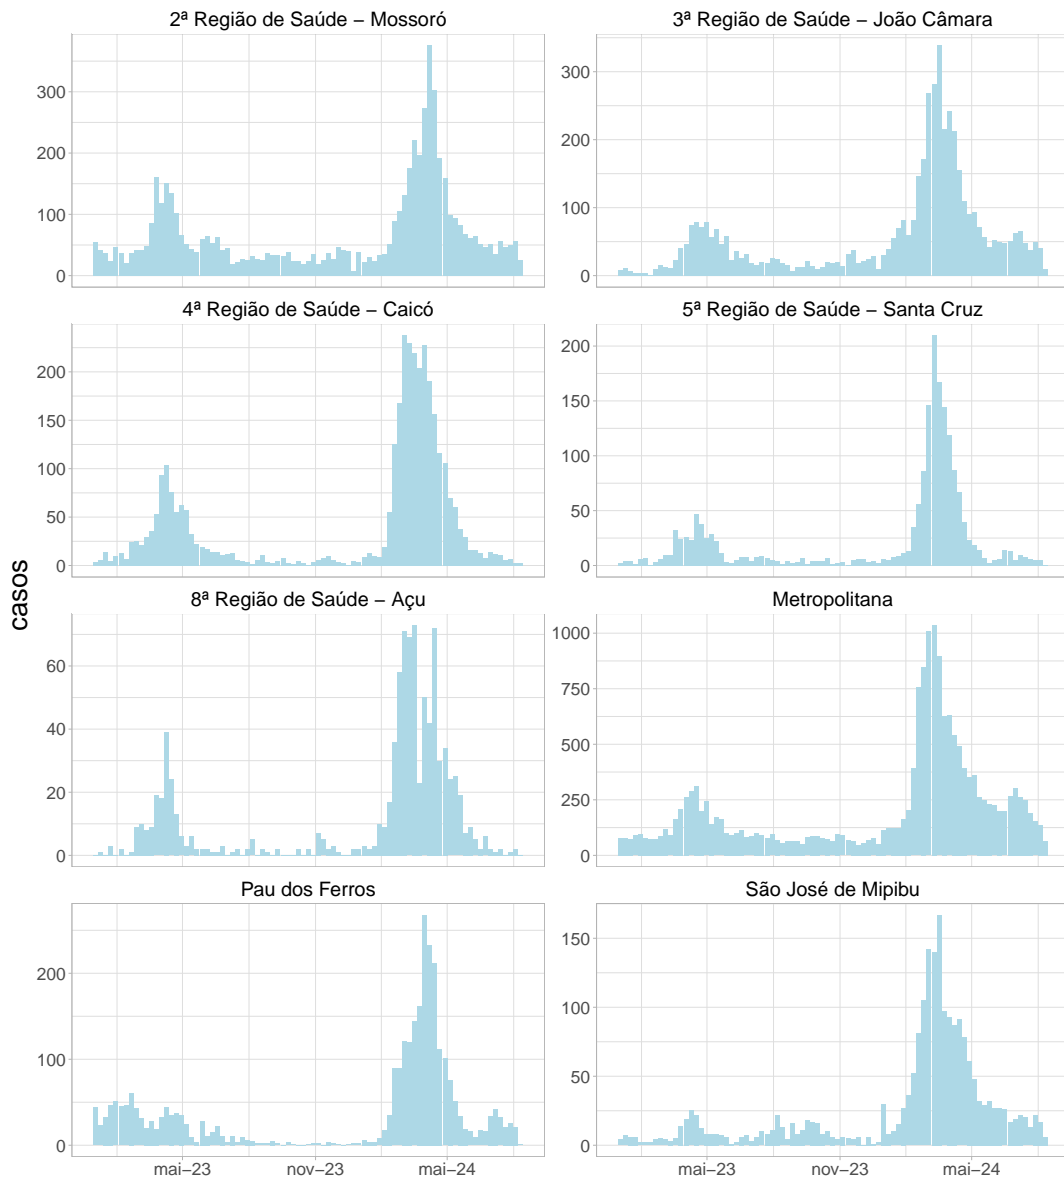 2ª Região de Saúde – Mossoró
3ª Região de Saúde – João Câmara
300
200
100
0
300
200
100
0
4ª Região de Saúde – Caicó
5ª Região de Saúde – Santa Cruz
200
150
100
50
0
200
150
100
50
0
casos
8ª Região de Saúde – Açu
Metropolitana
60
40
20
0
1000
750
500
250
0
Pau dos Ferros
São José de Mipibu
200
100
0
150
100
50
0
mai–23
nov–23
mai–24
mai–23
nov–23
mai–24